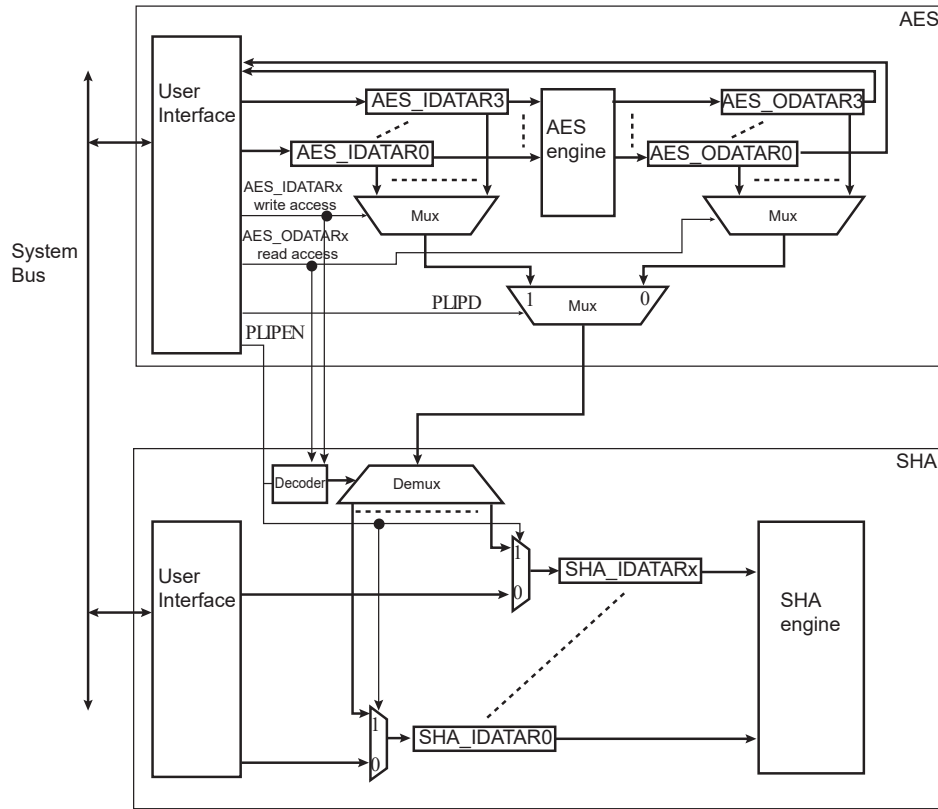 AES
User
Interface
AES_IDATAR3
AES_ODATAR3
AES
engine
AES_IDATAR0
AES_ODATAR0
AES_IDATARx
write access
Mux
Mux
AES_ODATARx
read access
System
Bus
1
Mux
0
PLIPD
PLIPEN
SHA
Decoder
Demux
1
0
SHA_IDATARx
User
Interface
SHA
engine
1
0
SHA_IDATAR0